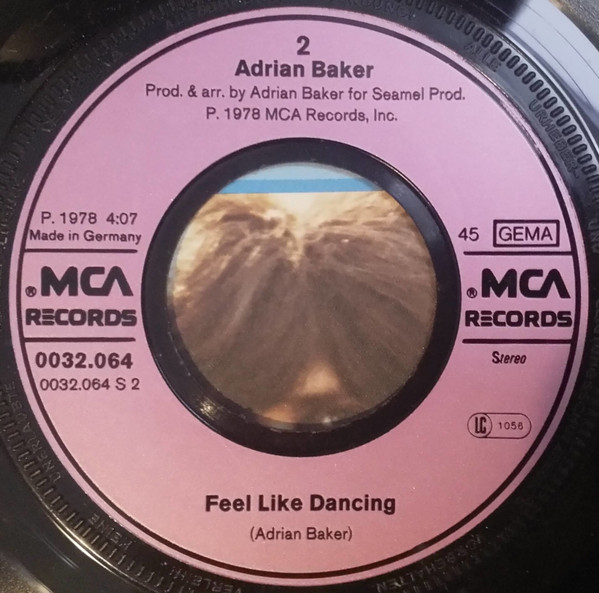 2
Adrian Baker
Prod. & arr. by Adrian Baker for Seamel Prod.
P. 1978 MCA Records, Inc.
P. 1978 4:07
Made in Germany
45 GEMA
® MCA
RECORDS
® MCA
RECORDS
0032.064
0032.064 S 2
Stereo
LC 1056
Feel Like Dancing
(Adrian Baker)